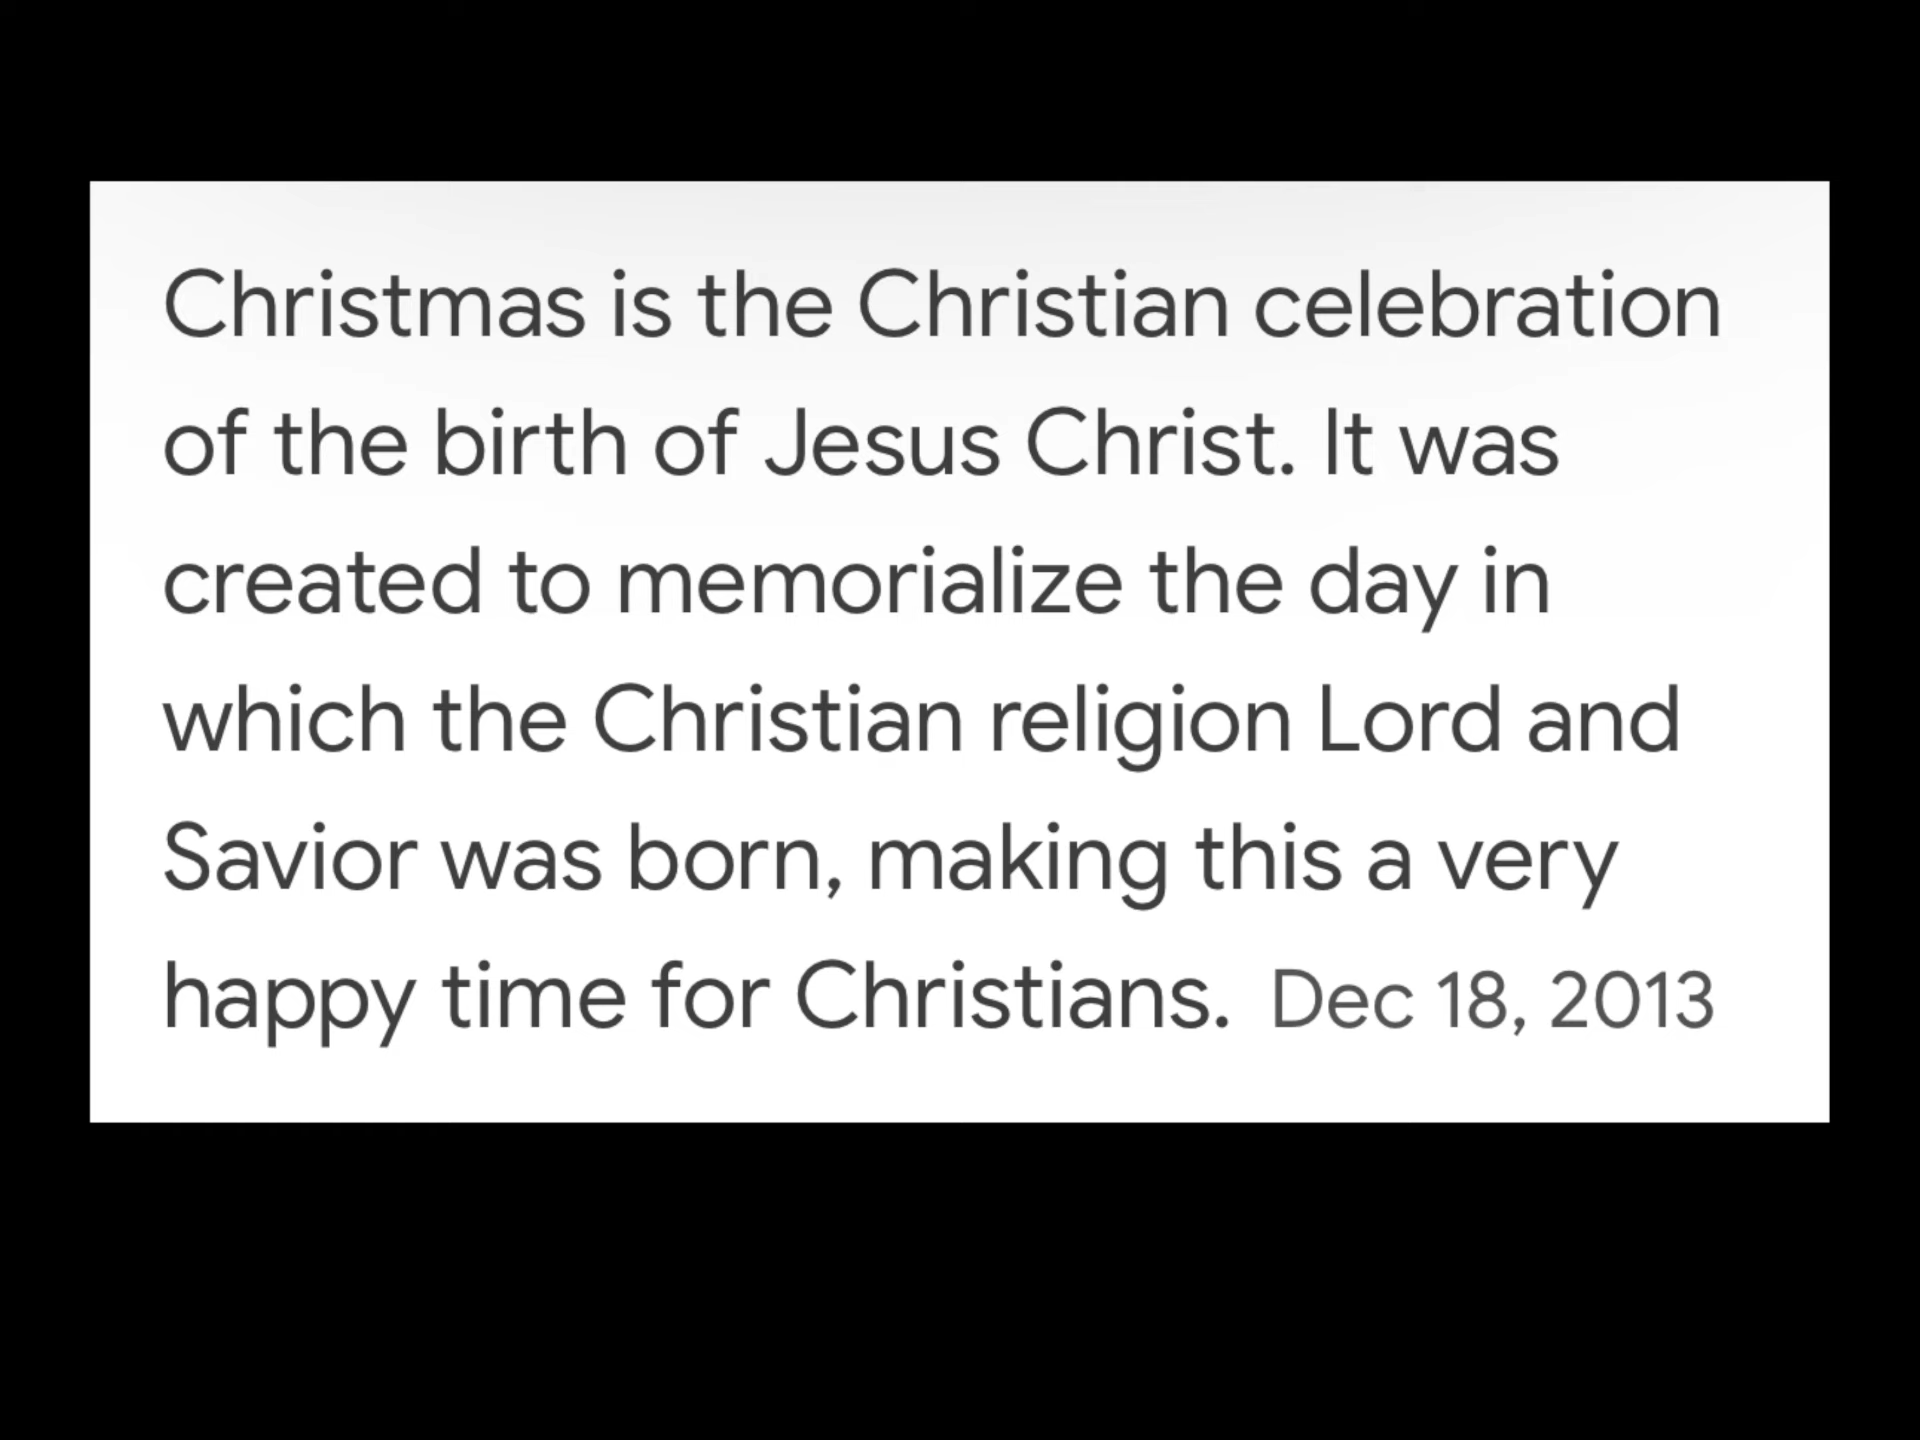 Christmas is the Christian celebration
of the birth of Jesus Christ. It was
created to memorialize the day in
which the Christian religion Lord and
Savior was born, making this a very
happy time for Christians. Dec 18, 2013